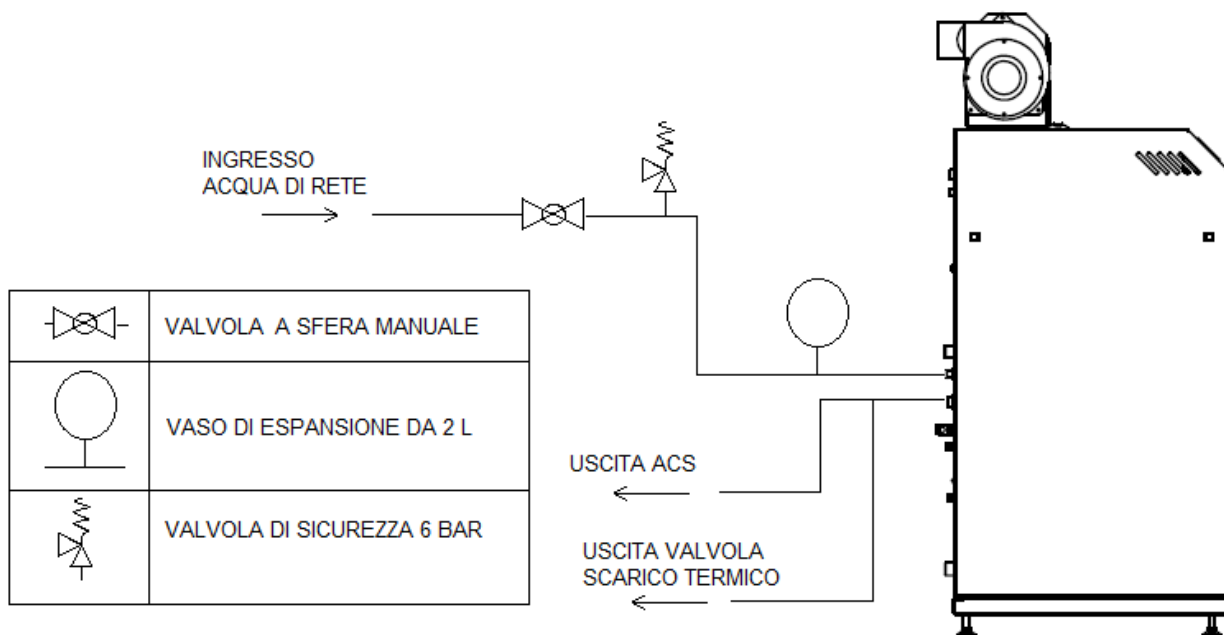 INGRESSO
ACQUA DI RETE
VALVOLA A SFERA MANUALE
VASO DI ESPANSIONE DA 2 L
VALVOLA DI SICUREZZA 6 BAR
USCITA ACS
USCITA VALVOLA
SCARICO TERMICO